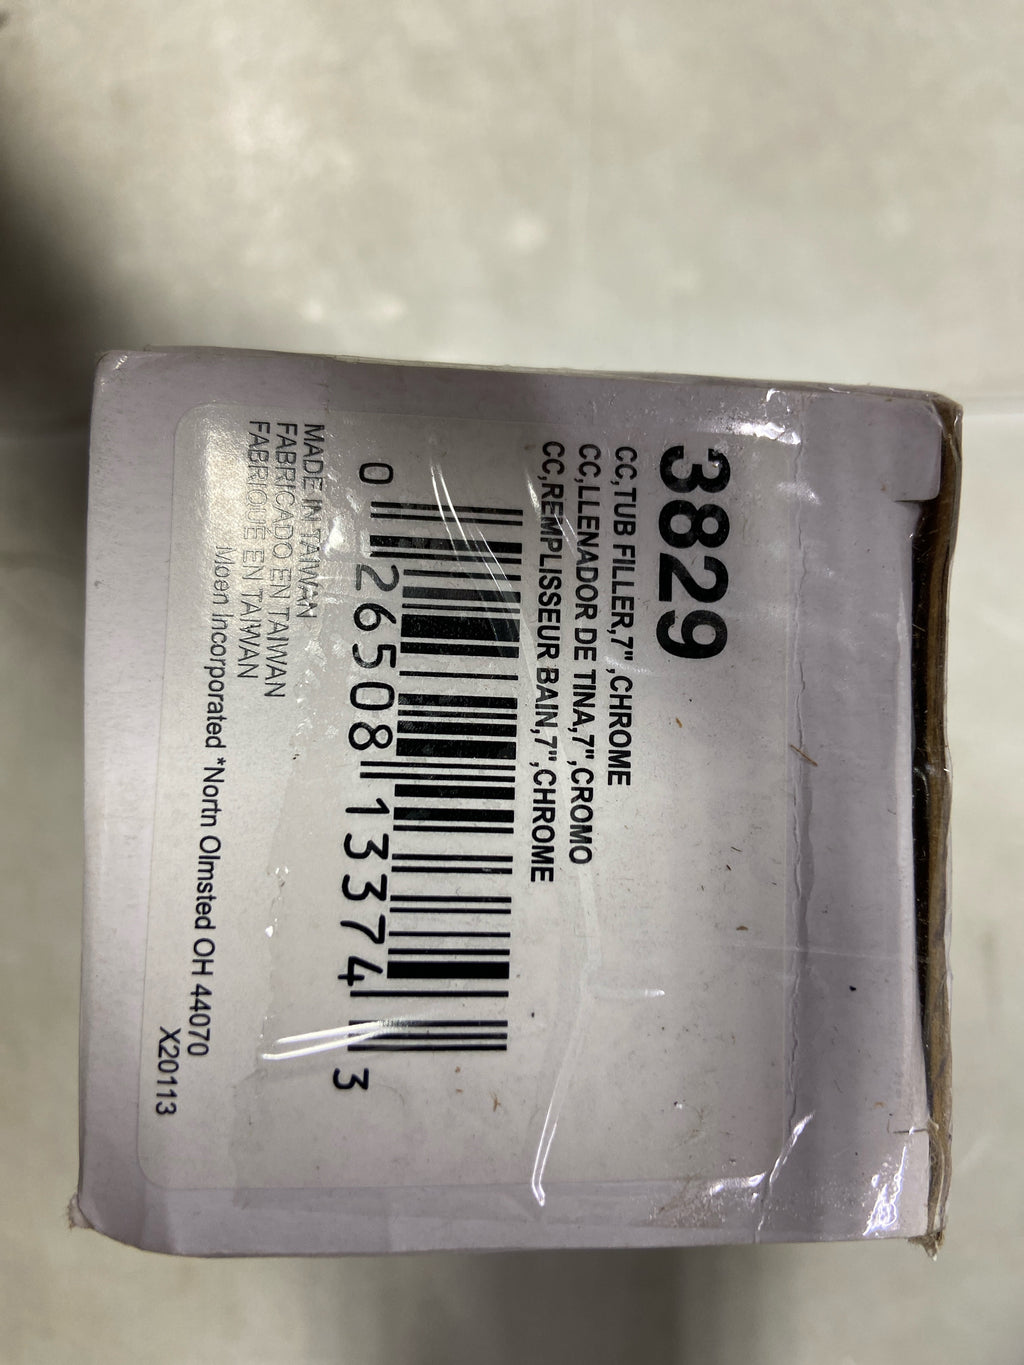 3829
CC,TUB FILLER,7",CHROME
CC,LLENADOR DE TINA,7",CROMO
CC,REMPLISSEUR BAIN,7",CHROME
0 26508 13374 3
MADE IN TAIWAN
FABRICADO EN TAIWAN
FABRIQUE EN TAIWAN
Moen Incorporated *North Olmsted OH 44070
X20113